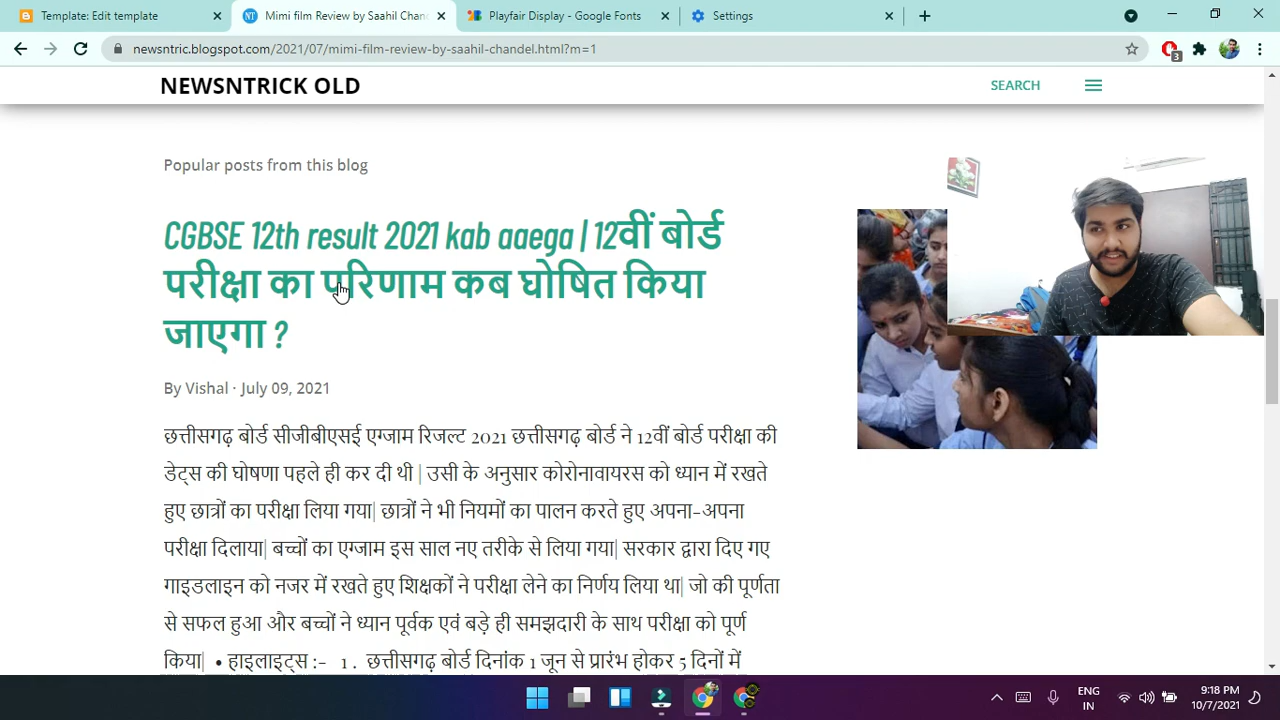 Template: Edit template
Mimi film Review by Saahil Chan
Playfair Display - Google Fonts
Settings
newsntric.blogspot.com/2021/07/mimi-film-review-by-saahil-chandel.html?m=1
3
NEWSNTRICK OLD
SEARCH
Popular posts from this blog
CGBSE 12th result 2021 kab aaega | 12वीं बोर्ड
परीक्षा का परिणाम कब घोषित किया
जाएगा ?
By Vishal · July 09, 2021
छत्तीसगढ़ बोर्ड सीजीबीएसई एग्जाम रिजल्ट 2021 छत्तीसगढ़ बोर्ड ने 12वीं बोर्ड परीक्षा की
डेट्स की घोषणा पहले ही कर दी थी | उसी के अनुसार कोरोनावायरस को ध्यान में रखते
हुए छात्रों का परीक्षा लिया गया| छात्रों ने भी नियमों का पालन करते हुए अपना-अपना
परीक्षा दिलाया| बच्चों का एग्जाम इस साल नए तरीके से लिया गया| सरकार द्वारा दिए गए
गाइडलाइन को नजर में रखते हुए शिक्षकों ने परीक्षा लेने का निर्णय लिया था| जो की पूर्णता
से सफल हुआ और बच्चों ने ध्यान पूर्वक एवं बड़े ही समझदारी के साथ परीक्षा को पूर्ण
किया| • हाइलाइट्स :- 1 . छत्तीसगढ़ बोर्ड दिनांक 1 जून से प्रारंभ होकर 5 दिनों में
ENG
IN
9:18 PM
10/7/2021